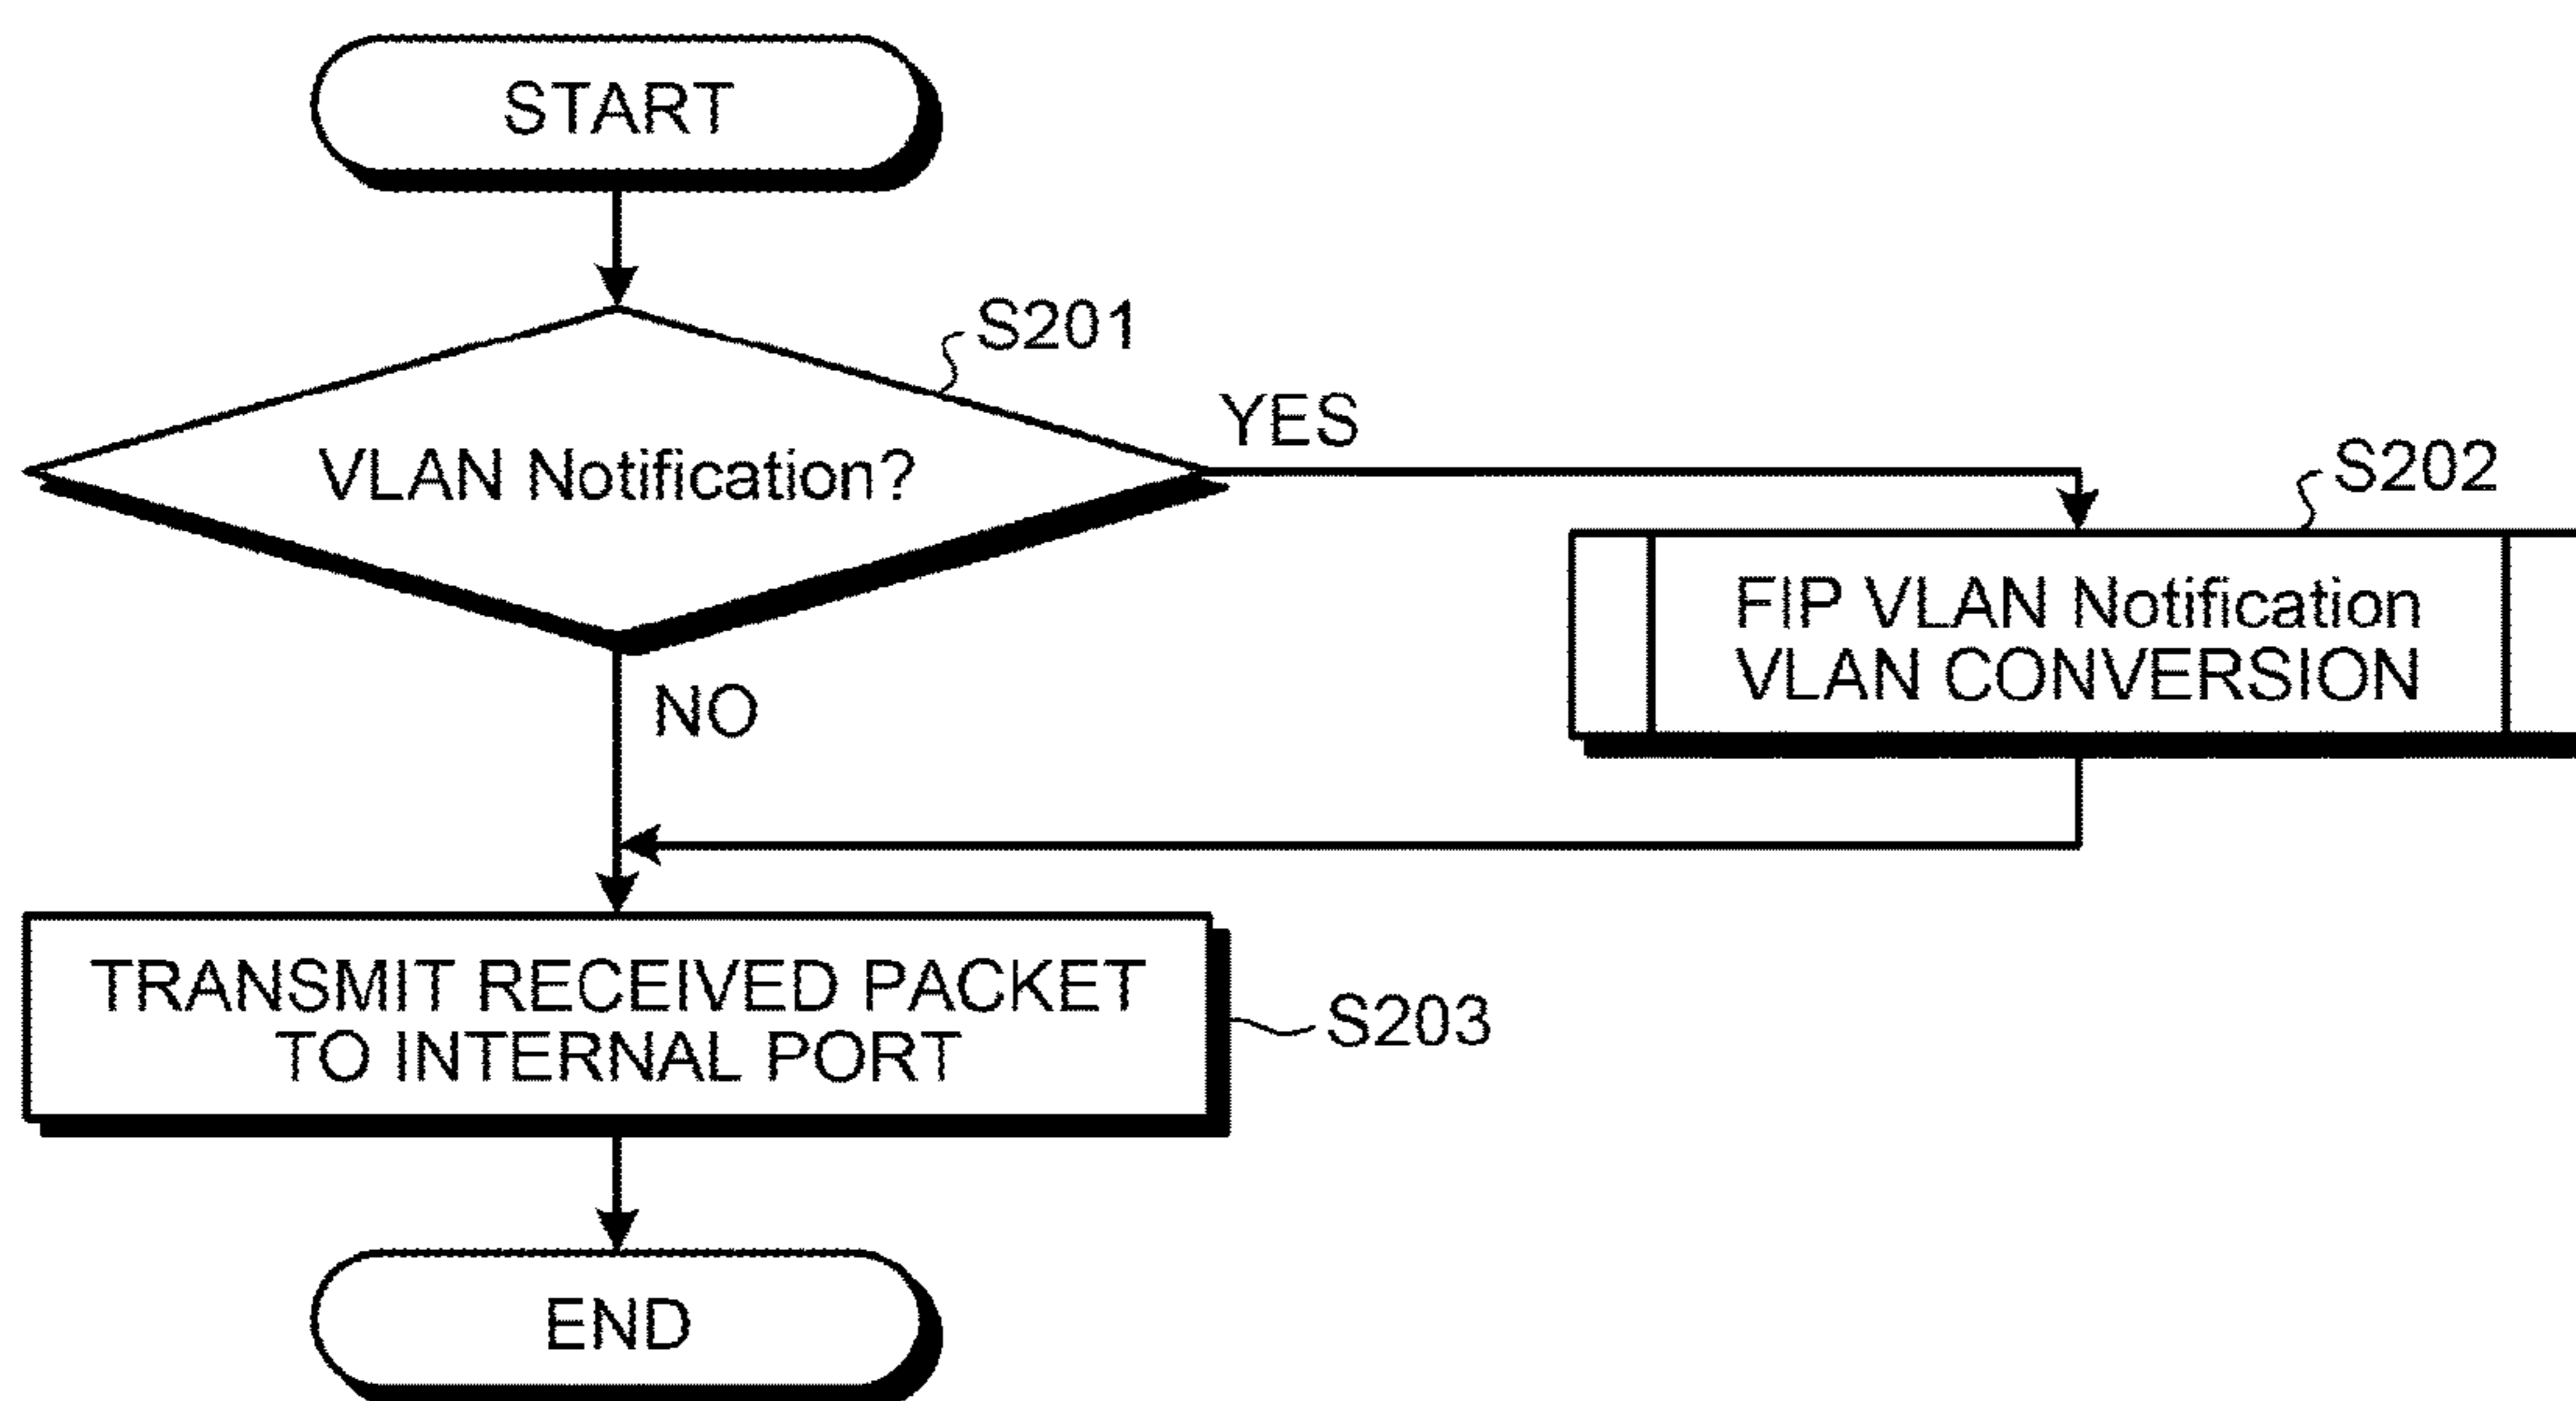 START
S201
VLAN Notification?
YES
S202
FIP VLAN Notification
VLAN CONVERSION
NO
TRANSMIT RECEIVED PACKET
TO INTERNAL PORT
S203
END